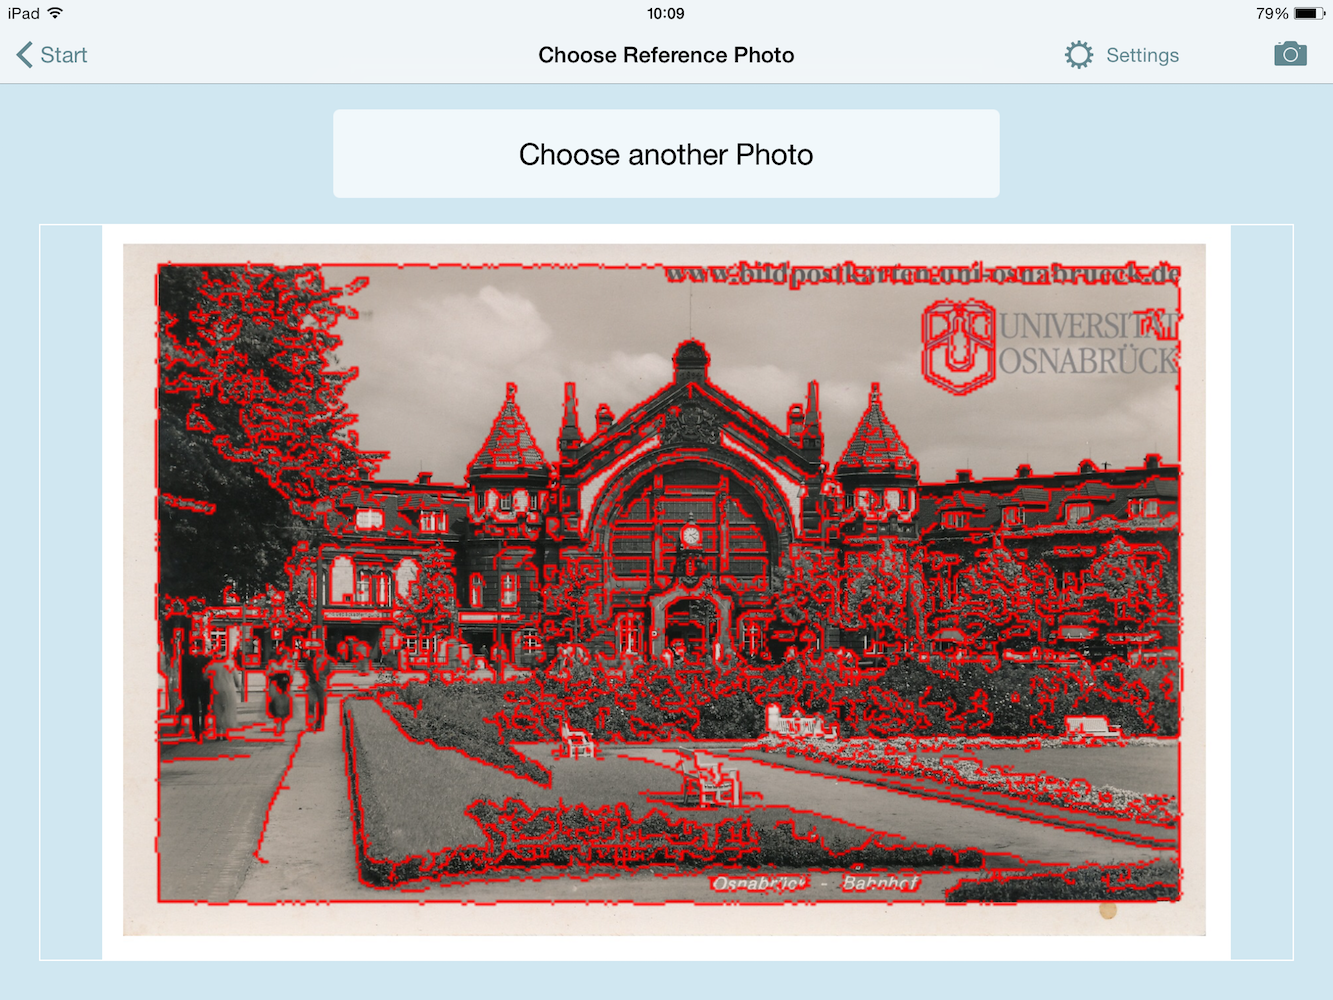 iPad 10:09 79%
Start Choose Reference Photo Settings
Choose another Photo
www.bildpostkarten.uni-osnabrueck.de
UNIVERSITÄT
OSNABRÜCK
Osnabrück - Bahnhof